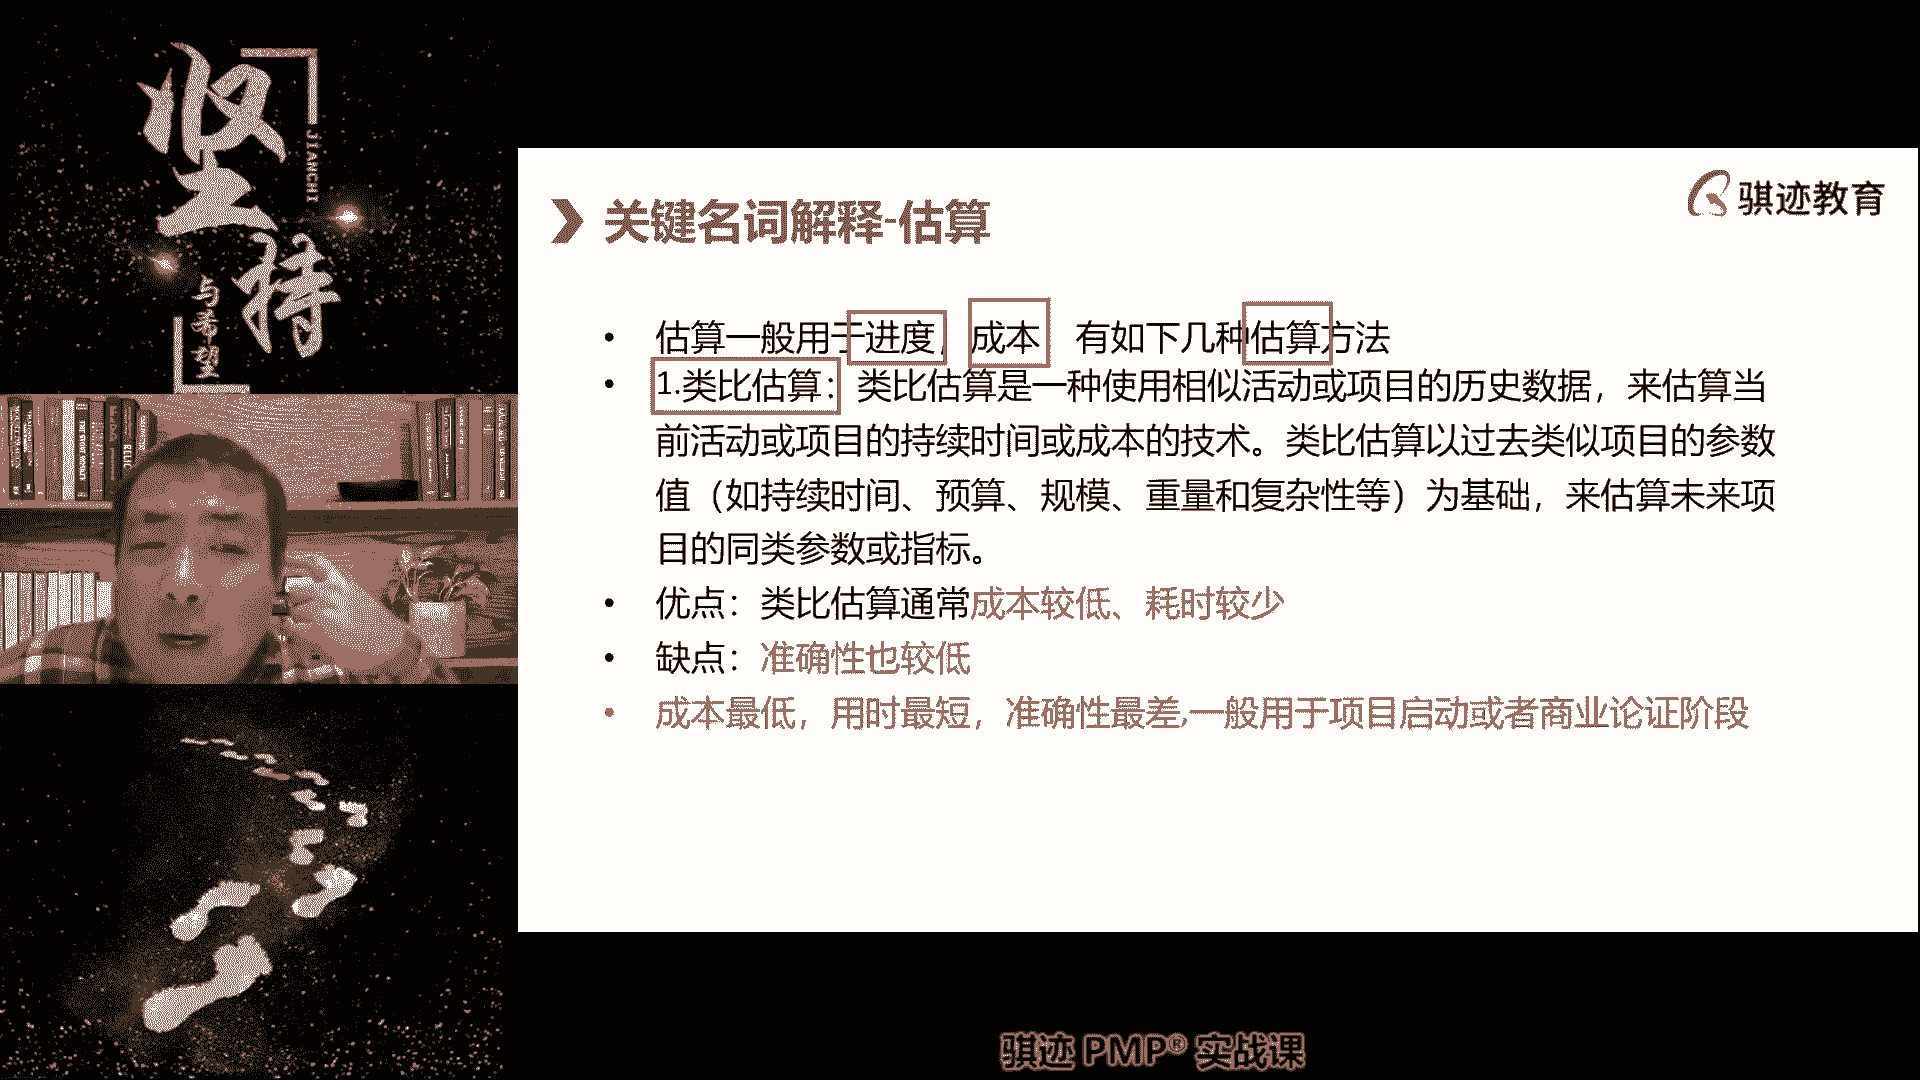 坚持
JIANCHI
与希望
骐迹教育
关键名词解释-估算
• 估算一般用于进度，成本 有如下几种估算方法
• 1.类比估算：类比估算是一种使用相似活动或项目的历史数据，来估算当
前活动或项目的持续时间或成本的技术。类比估算以过去类似项目的参数
值（如持续时间、预算、规模、重量和复杂性等）为基础，来估算未来项
目的同类参数或指标。
• 优点：类比估算通常成本较低、耗时较少
• 缺点：准确性也较低
• 成本最低，用时最短，准确性最差,一般用于项目启动或者商业论证阶段
骐迹 PMP® 实战课